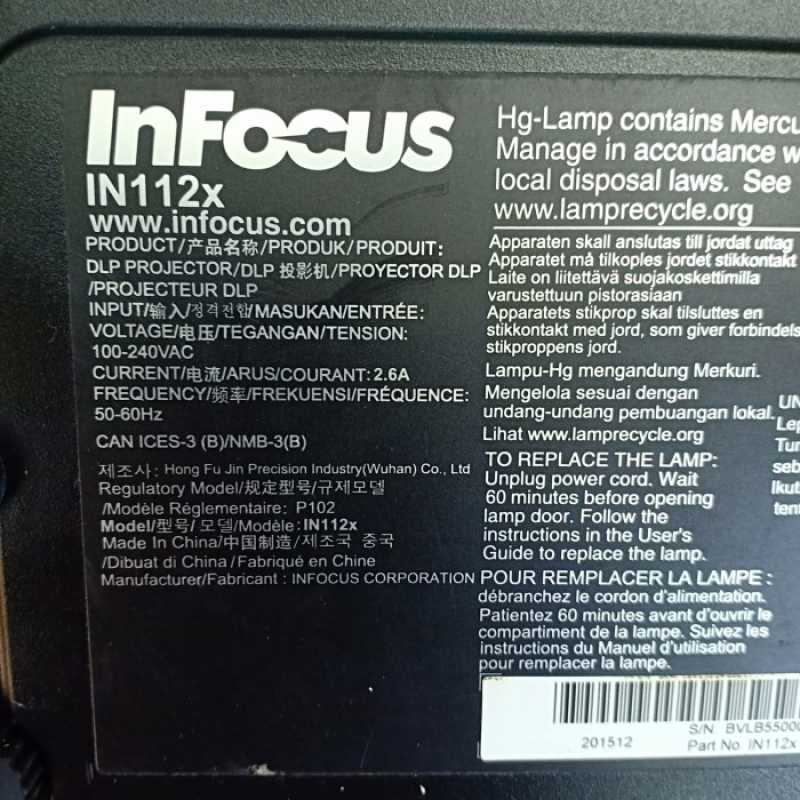 InFocus
IN112x
www.infocus.com
PRODUCT/产品名称/PRODUK/PRODUIT:
DLP PROJECTOR/DLP 投影机/PROYECTOR DLP
/PROJECTEUR DLP
INPUT/输入/정격전합/MASUKAN/ENTRÉE:
VOLTAGE/电压/TEGANGAN/TENSION:
100-240VAC
CURRENT/电流/ARUS/COURANT: 2.6A
FREQUENCY/频率/FREKUENSI/FRÉQUENCE:
50-60Hz
CAN ICES-3 (B)/NMB-3(B)
제조사: Hong Fu Jin Precision Industry(Wuhan) Co., Ltd
Regulatory Model/规定型号/규제모델
/Modèle Réglementaire: P102
Model/型号/모델/Modèle: IN112x
Made In China/中国制造/제조국 중국
/Dibuat di China /Fabriqué en Chine
Manufacturer/Fabricant : INFOCUS CORPORATION
Hg-Lamp contains
Manage in accordance
local disposal laws. See
www.lamprecycle.org
Apparaten skall anslutas till jordat uttag
Apparatet må tilkoples jordet stikkontakt
Laite on liitettävä suojakoskettimilla
varustettuun pistorasiaan
Apparatets stikprop skal tilsluttes en
stikkontakt med jord, som giver forbindels
stikproppens jord.
Lampu-Hg mengandung Merkuri.
Mengelola sesuai dengan
undang-undang pembuangan lokal.
Lihat www.lamprecycle.org
TO REPLACE THE LAMP:
Unplug power cord. Wait
60 minutes before opening
lamp door. Follow the
instructions in the User's
Guide to replace the lamp.
POUR REMPLACER LA LAMPE :
débranchez le cordon d'alimentation.
Patientez 60 minutes avant d'ouvrir le
compartiment de la lampe. Suivez les
instructions du Manuel d'utilisation
pour remplacer la lampe.
201512
S/N: BVLB5500
Part No. IN112x